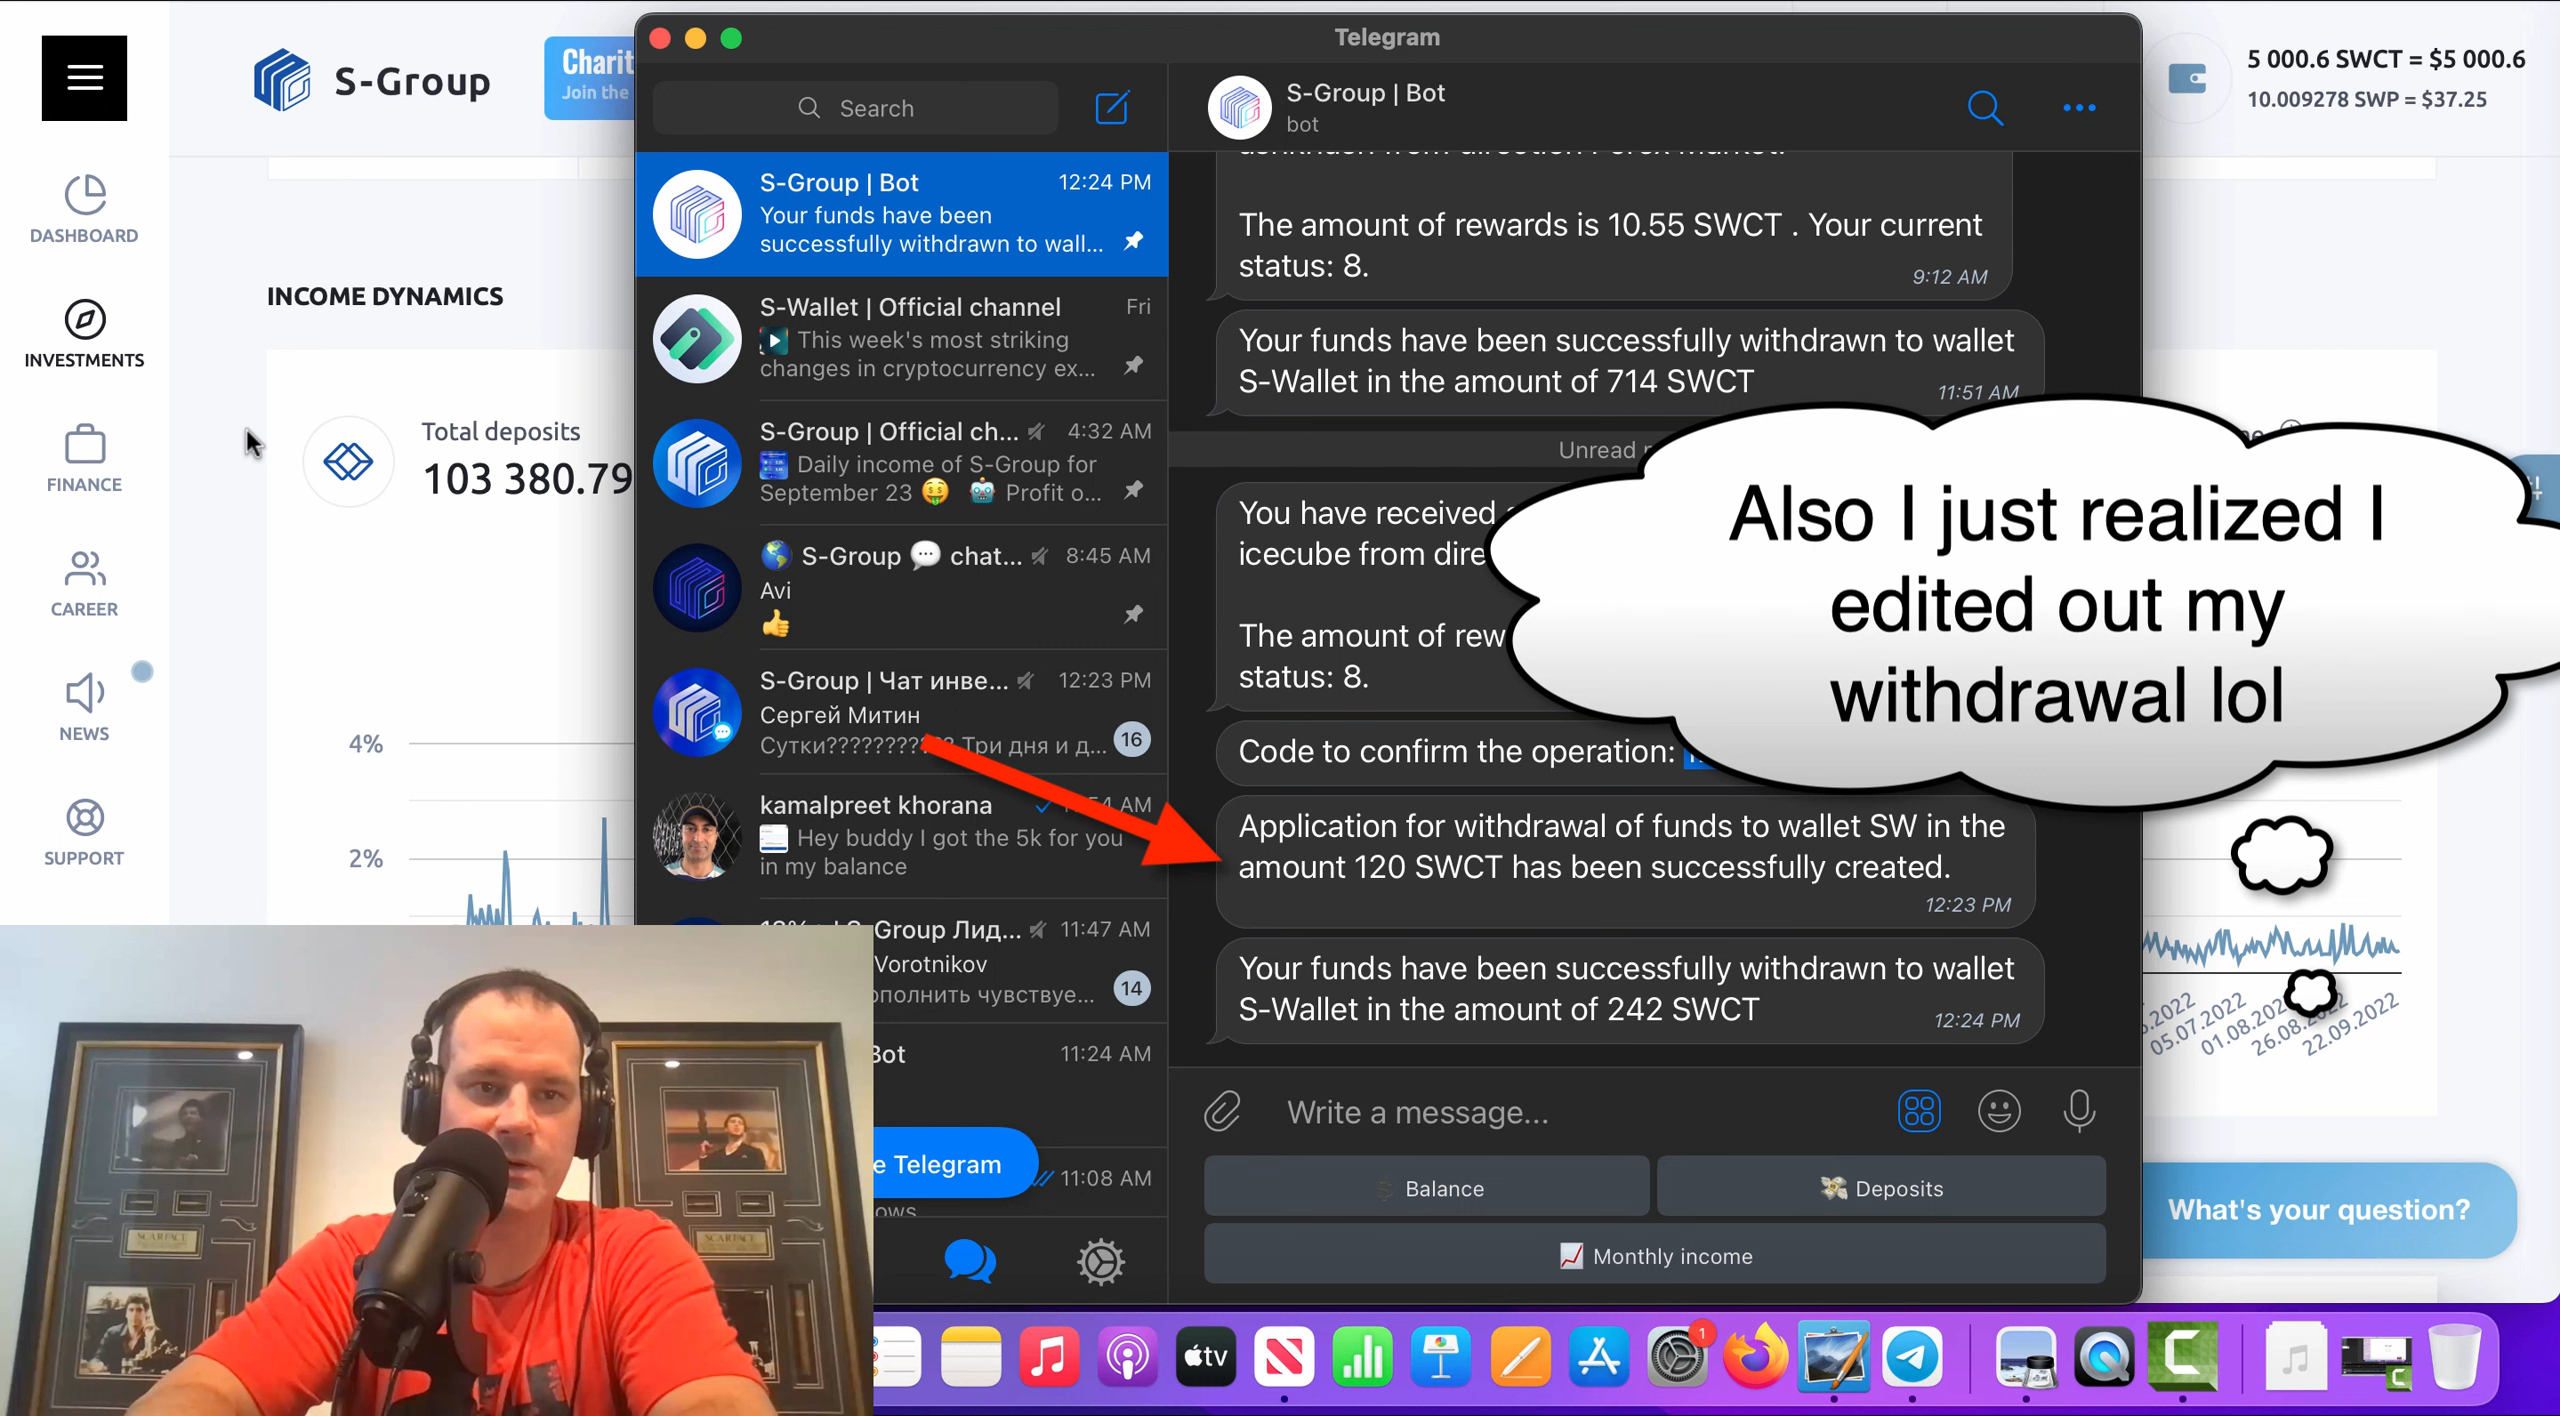 S-Group
Charit
Join the
5 000.6 SWCT = $5 000.6
10.009278 SWP = $37.25
DASHBOARD
INVESTMENTS
FINANCE
CAREER
NEWS
SUPPORT
INCOME DYNAMICS
Total deposits
103 380.79
4%
2%
Telegram
Search
S-Group | Bot
12:24 PM
Your funds have been
successfully withdrawn to wall...
S-Wallet | Official channel
Fri
This week's most striking
changes in cryptocurrency ex...
S-Group | Official ch...
4:32 AM
Daily income of S-Group for
September 23 🤑 🤖 Profit o...
🌎 S-Group 💬 chat...
8:45 AM
Avi
👍
S-Group | Чат инве...
12:23 PM
Сергей Митин
Сутки?????????? Три дня и д...
16
kamalpreet khorana
54 AM
Hey buddy I got the 5k for you
in my balance
Group Лид...
11:47 AM
Vorotnikov
ополнить чувствуе...
14
Bot
11:24 AM
e Telegram
11:08 AM
ows
S-Group | Bot
bot
The amount of rewards is 10.55 SWCT . Your current
status: 8.
9:12 AM
Your funds have been successfully withdrawn to wallet
S-Wallet in the amount of 714 SWCT
11:51 AM
Unread
You have received
icecube from dire
The amount of rew
status: 8.
Code to confirm the operation:
Application for withdrawal of funds to wallet SW in the
amount 120 SWCT has been successfully created.
12:23 PM
Your funds have been successfully withdrawn to wallet
S-Wallet in the amount of 242 SWCT
12:24 PM
Write a message...
Balance
💸 Deposits
📈 Monthly income
Also I just realized I
edited out my
withdrawal lol
.2022
05.07.2022
01.08.202
26.08.2022
22.09.2022
What's your question?
SCARFACE
SCARFACE
tv
1